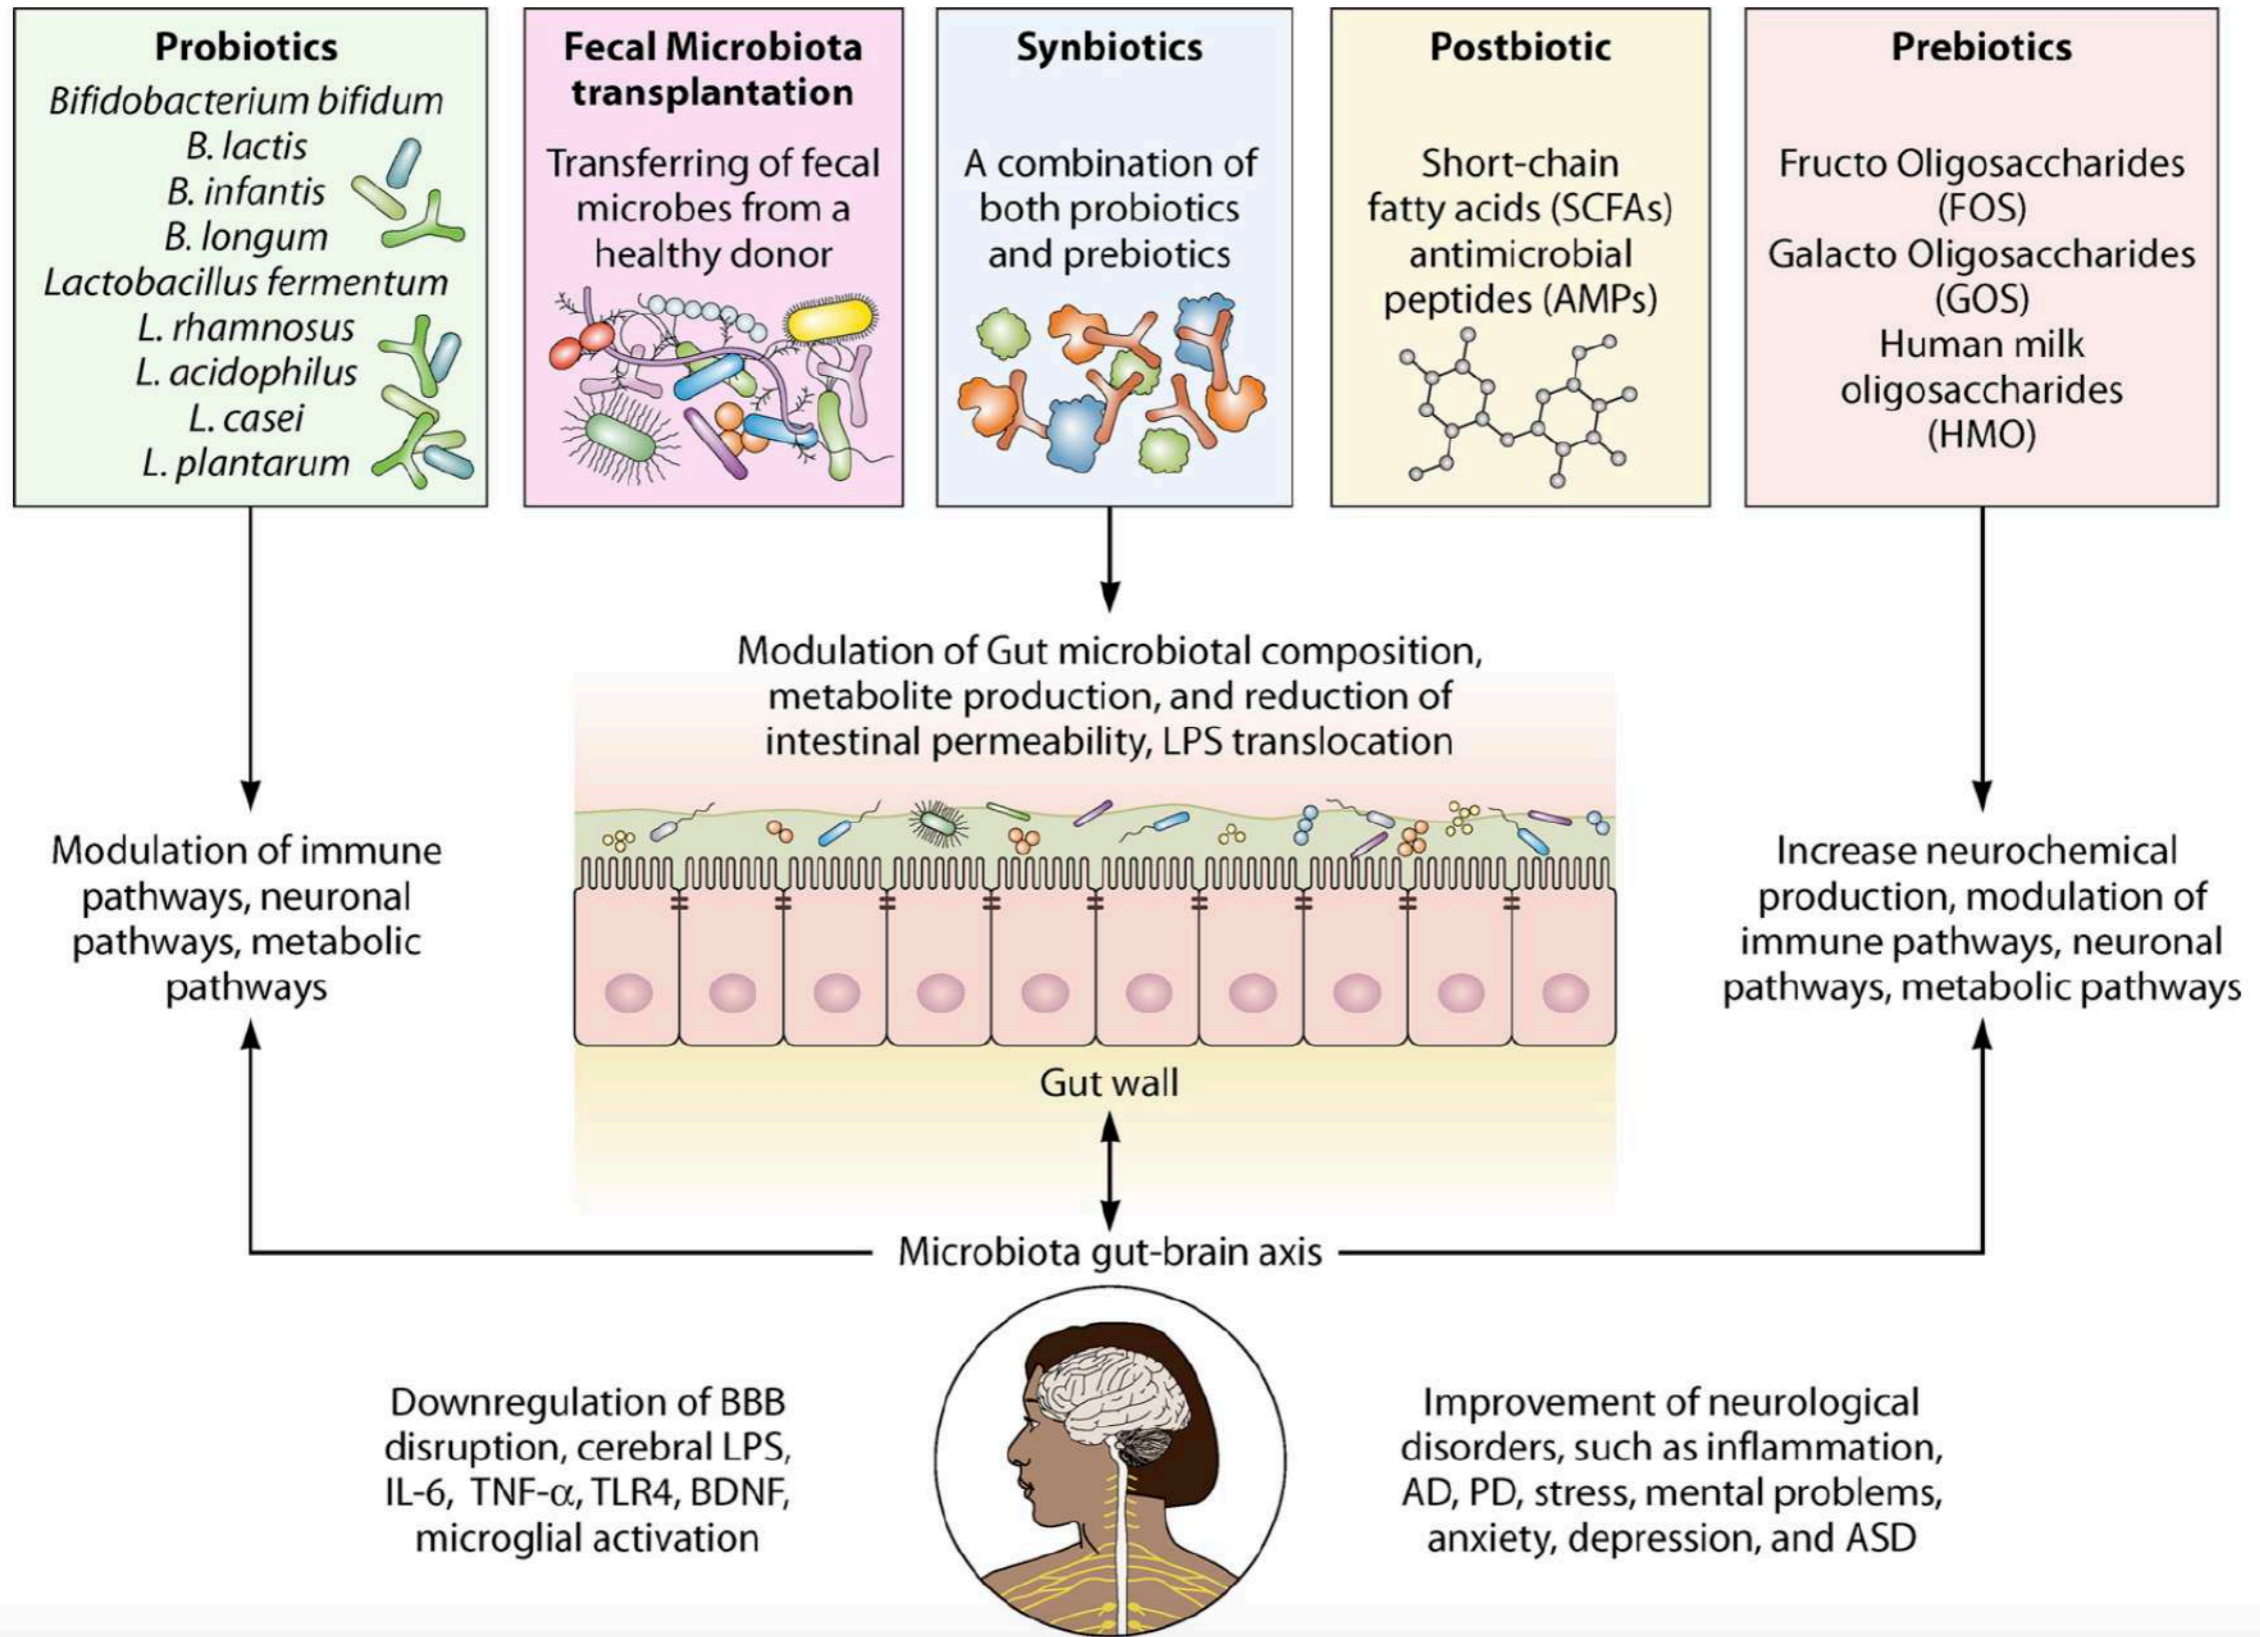 Probiotics
Bifidobacterium bifidum
B. lactis
B. infantis
B. longum
Lactobacillus fermentum
L. rhamnosus
L. acidophilus
L. casei
L. plantarum
Fecal Microbiota
transplantation
Transferring of fecal
microbes from a
healthy donor
Synbiotics
A combination of
both probiotics
and prebiotics
Postbiotic
Short-chain
fatty acids (SCFAs)
antimicrobial
peptides (AMPs)
Prebiotics
Fructo Oligosaccharides
(FOS)
Galacto Oligosaccharides
(GOS)
Human milk
oligosaccharides
(HMO)
Modulation of Gut microbiotal composition,
metabolite production, and reduction of
intestinal permeability, LPS translocation
Modulation of immune
pathways, neuronal
pathways, metabolic
pathways
Increase neurochemical
production, modulation of
immune pathways, neuronal
pathways, metabolic pathways
Gut wall
Microbiota gut-brain axis
Downregulation of BBB
disruption, cerebral LPS,
IL-6, TNF-α, TLR4, BDNF,
microglial activation
Improvement of neurological
disorders, such as inflammation,
AD, PD, stress, mental problems,
anxiety, depression, and ASD